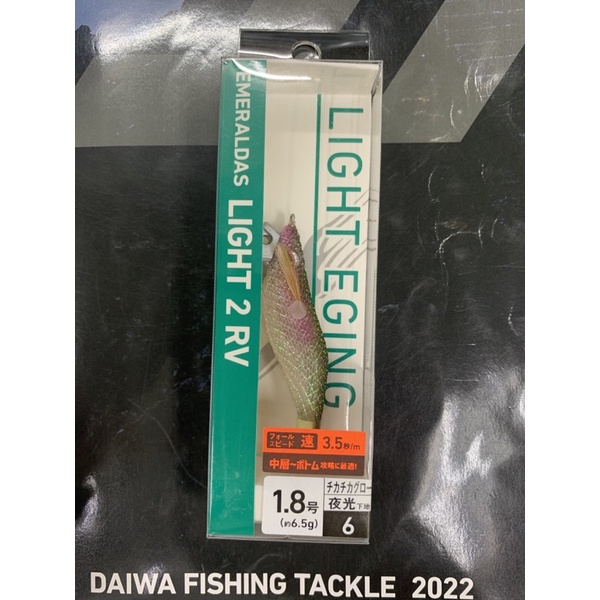 LIGHT EGING
EMERALDAS LIGHT 2 RV
フォール
スピード 速 3.5秒/m
中層~ボトム攻略に最適!
1.8号
(約6.5g)
チカチカグロー
夜光下地
6
DAIWA FISHING TACKLE 2022